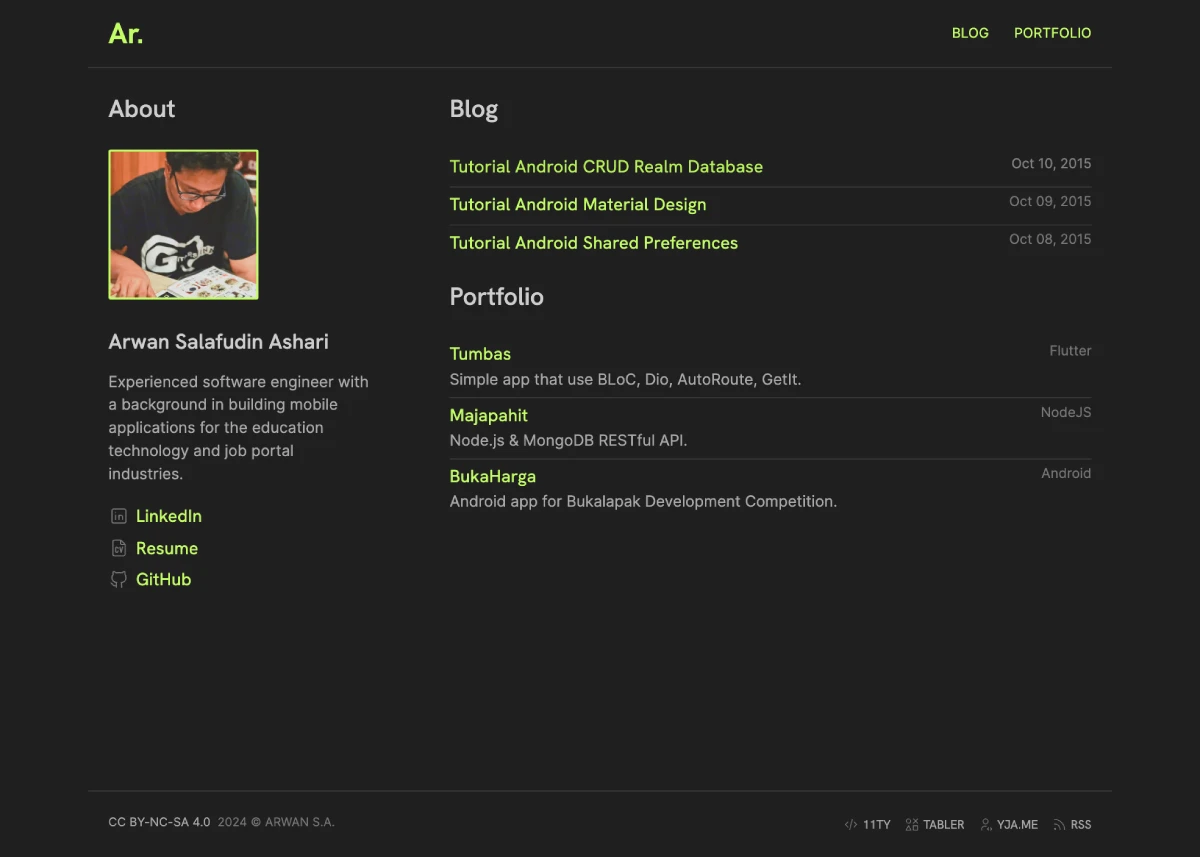 Ar.
BLOG PORTFOLIO
About
Arwan Salafudin Ashari
Experienced software engineer with
a background in building mobile
applications for the education
technology and job portal
industries.
LinkedIn
Resume
GitHub
Blog
Tutorial Android CRUD Realm Database Oct 10, 2015
Tutorial Android Material Design Oct 09, 2015
Tutorial Android Shared Preferences Oct 08, 2015
Portfolio
Tumbas Flutter
Simple app that use BLoC, Dio, AutoRoute, GetIt.
Majapahit NodeJS
Node.js & MongoDB RESTful API.
BukaHarga Android
Android app for Bukalapak Development Competition.
CC BY-NC-SA 4.0 2024 © ARWAN S.A.
11TY TABLER YJA.ME RSS